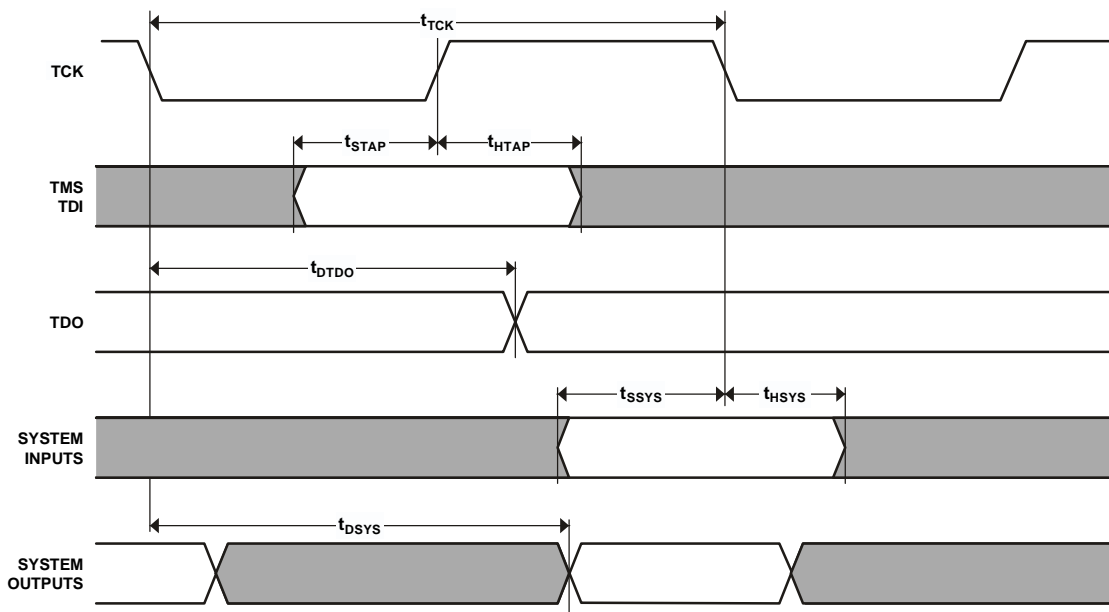 tTCK
TCK
tSTAP
tHTAP
TMS
TDI
tDTDO
TDO
tSSYS
tHSYS
SYSTEM
INPUTS
tDSYS
SYSTEM
OUTPUTS